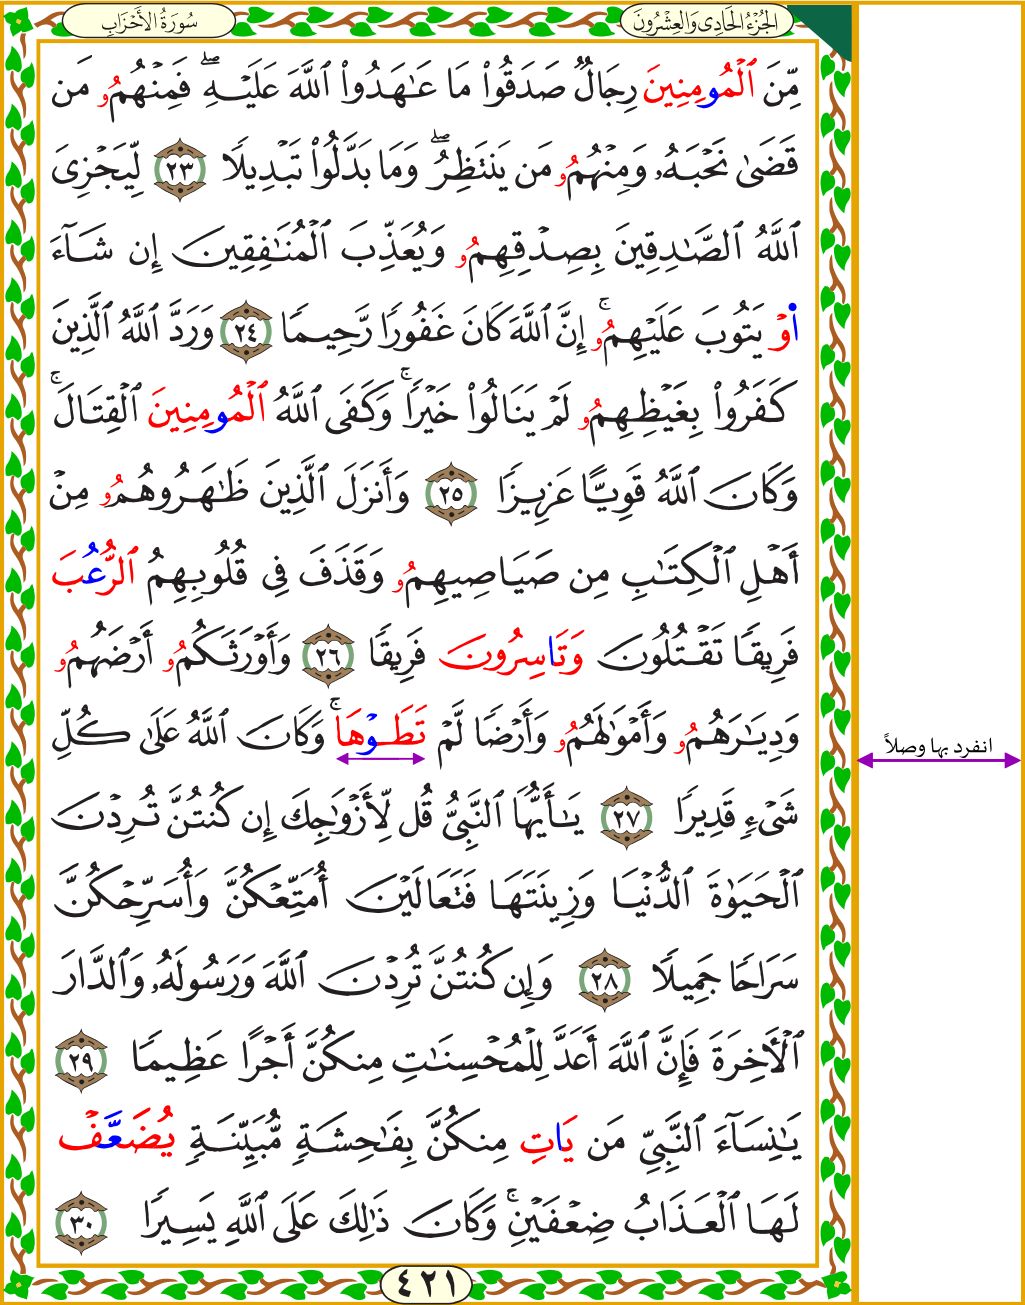 الجُزْءُ الحَادِي وَالعِشْرُونَ
سُورَةُ الأَحْزَابِ
مِّنَ ٱلْمُومِنِينَ رِجَالٌ صَدَقُوا۟ مَا عَـٰهَدُوا۟ ٱللَّهَ عَلَيْهِ ۖ فَمِنْهُمُو مَن
قَضَىٰ نَحْبَهُۥ وَمِنْهُمُو مَن يَنتَظِرُ ۖ وَمَا بَدَّلُوا۟ تَبْدِيلًا ٢٣ لِّيَجْزِىَ
ٱللَّهُ ٱلصَّـٰدِقِينَ بِصِدْقِهِمُو وَيُعَذِّبَ ٱلْمُنَـٰفِقِينَ إِن شَآءَ
اوْ يَتُوبَ عَلَيْهِمُو ۚ إِنَّ ٱللَّهَ كَانَ غَفُورًا رَّحِيمًا ٢٤ وَرَدَّ ٱللَّهُ ٱلَّذِينَ
كَفَرُوا۟ بِغَيْظِهِمُو لَمْ يَنَالُوا۟ خَيْرًا ۚ وَكَفَى ٱللَّهُ ٱلْمُومِنِينَ ٱلْقِتَالَ ۚ
وَكَانَ ٱللَّهُ قَوِيًّا عَزِيزًا ٢٥ وَأَنزَلَ ٱلَّذِينَ ظَـٰهَرُوهُمُو مِنْ
أَهْلِ ٱلْكِتَـٰبِ مِن صَيَاصِيهِمُو وَقَذَفَ فِى قُلُوبِهِمُ ٱلرُّعُبَ
فَرِيقًا تَقْتُلُونَ وَتَاسِرُونَ فَرِيقًا ٢٦ وَأَوْرَثَكُمُو أَرْضَهُمُو
وَدِيَـٰرَهُمُو وَأَمْوَٰلَهُمُو وَأَرْضًا لَّمْ تَطَوْهَا ۚ وَكَانَ ٱللَّهُ عَلَىٰ كُلِّ
انفرد بها وصلاً
شَىْءٍ قَدِيرًا ٢٧ يَـٰٓأَيُّهَا ٱلنَّبِىُّ قُل لِّأَزْوَٰجِكَ إِن كُنتُنَّ تُرِدْنَ
ٱلْحَيَوٰةَ ٱلدُّنْيَا وَزِينَتَهَا فَتَعَالَيْنَ أُمَتِّعْكُنَّ وَأُسَرِّحْكُنَّ
سَرَاحًا جَمِيلًا ٢٨ وَإِن كُنتُنَّ تُرِدْنَ ٱللَّهَ وَرَسُولَهُۥ وَٱلدَّارَ
ٱلْأَخِرَةَ فَإِنَّ ٱللَّهَ أَعَدَّ لِلْمُحْسِنَـٰتِ مِنكُنَّ أَجْرًا عَظِيمًا ٢٩
يَـٰنِسَآءَ ٱلنَّبِىِّ مَن يَاتِ مِنكُنَّ بِفَـٰحِشَةٍ مُّبَيِّنَةٍ يُضَعَّفْ
لَهَا ٱلْعَذَابُ ضِعْفَيْنِ ۚ وَكَانَ ذَٰلِكَ عَلَى ٱللَّهِ يَسِيرًا ٣٠
٤٢١